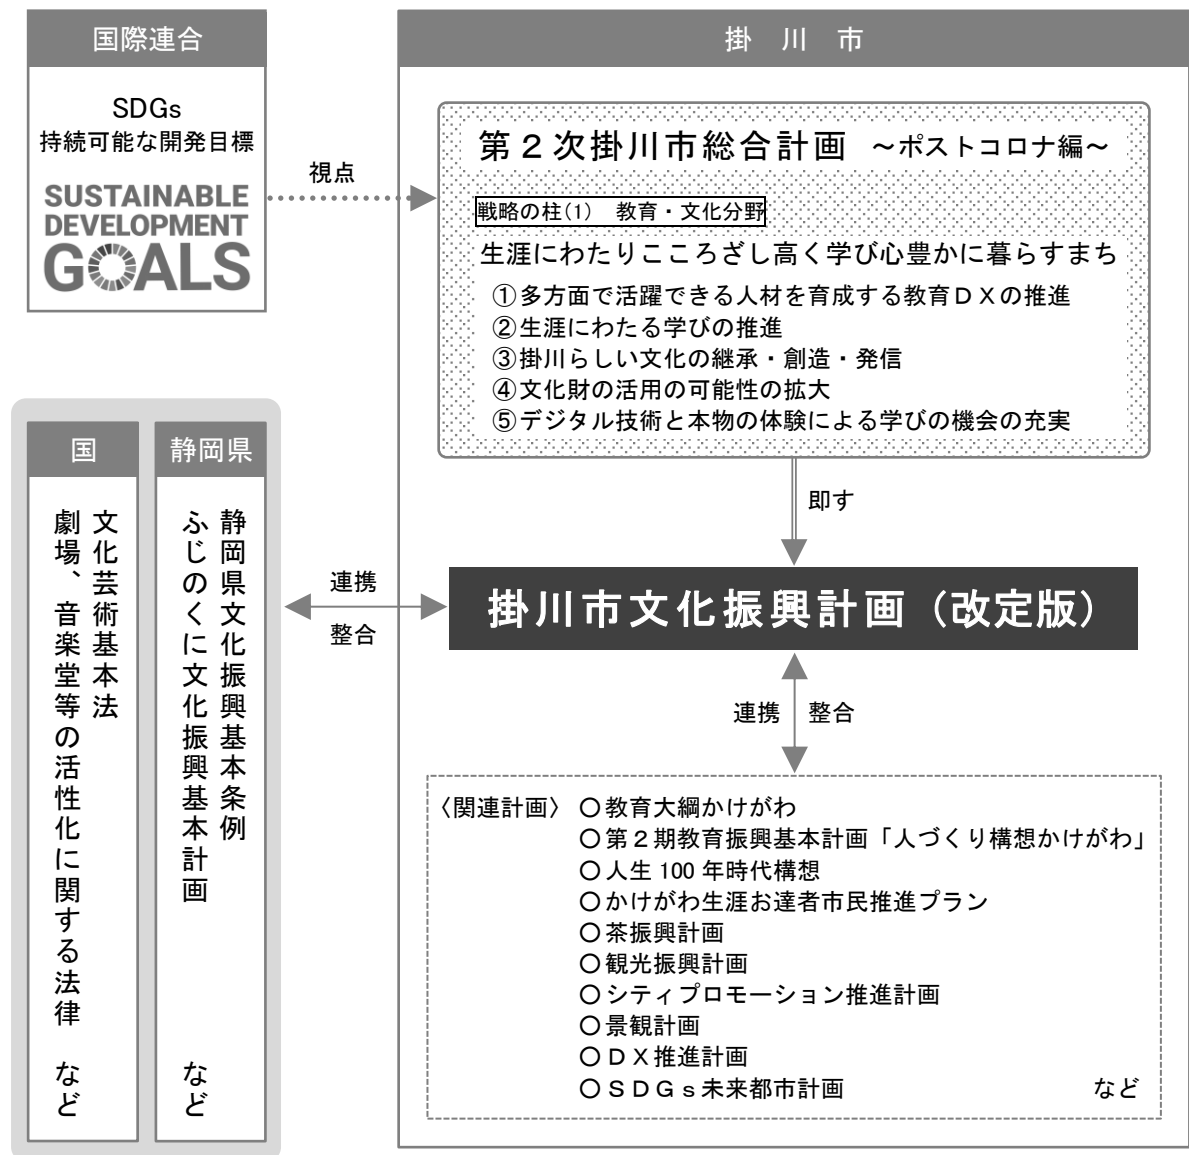 国際連合
SDGs
持続可能な開発目標
SUSTAINABLE
DEVELOPMENT
GOALS
視点
掛川市
第２次掛川市総合計画 ～ポストコロナ編～
戦略の柱(1)　教育・文化分野
生涯にわたりこころざし高く学び心豊かに暮らすまち
①多方面で活躍できる人材を育成する教育ＤＸの推進
②生涯にわたる学びの推進
③掛川らしい文化の継承・創造・発信
④文化財の活用の可能性の拡大
⑤デジタル技術と本物の体験による学びの機会の充実
即す
国
文化芸術基本法
劇場、音楽堂等の活性化に関する法律　など
静岡県
静岡県文化振興基本条例
ふじのくに文化振興基本計画　など
連携
整合
掛川市文化振興計画（改定版）
連携　整合
〈関連計画〉〇教育大綱かけがわ
〇第２期教育振興基本計画「人づくり構想かけがわ」
〇人生 100 年時代構想
〇かけがわ生涯お達者市民推進プラン
〇茶振興計画
〇観光振興計画
〇シティプロモーション推進計画
〇景観計画
〇ＤＸ推進計画
〇ＳＤＧｓ未来都市計画　など